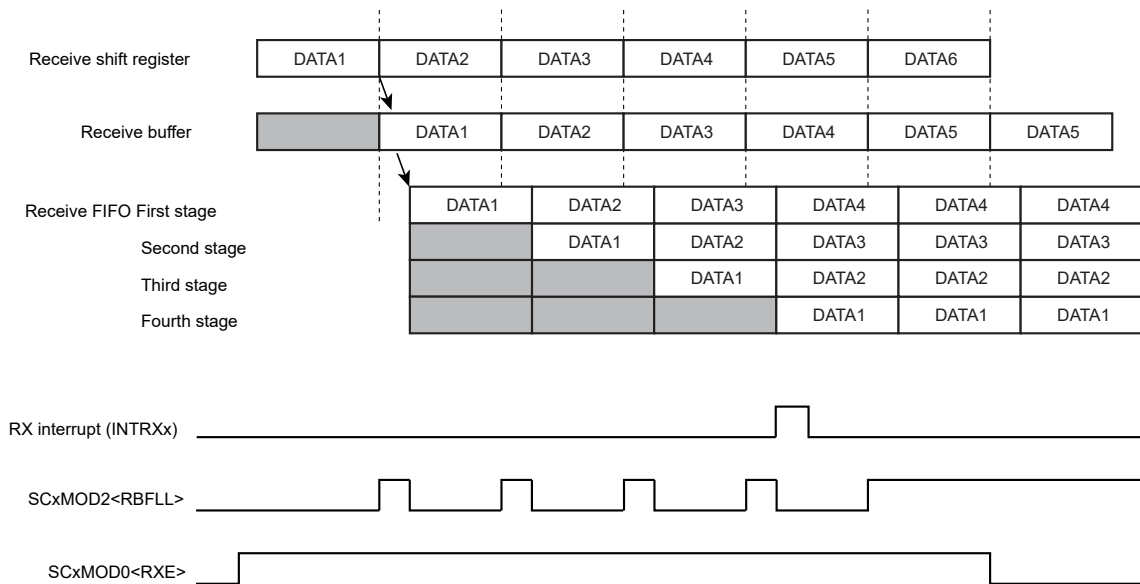 Receive shift register DATA1 DATA2 DATA3 DATA4 DATA5 DATA6
Receive buffer DATA1 DATA2 DATA3 DATA4 DATA5 DATA5
Receive FIFO First stage DATA1 DATA2 DATA3 DATA4 DATA4 DATA4
Second stage DATA1 DATA2 DATA3 DATA3 DATA3
Third stage DATA1 DATA2 DATA2 DATA2
Fourth stage DATA1 DATA1 DATA1
RX interrupt (INTRXx)
SCxMOD2<RBFLL>
SCxMOD0<RXE>